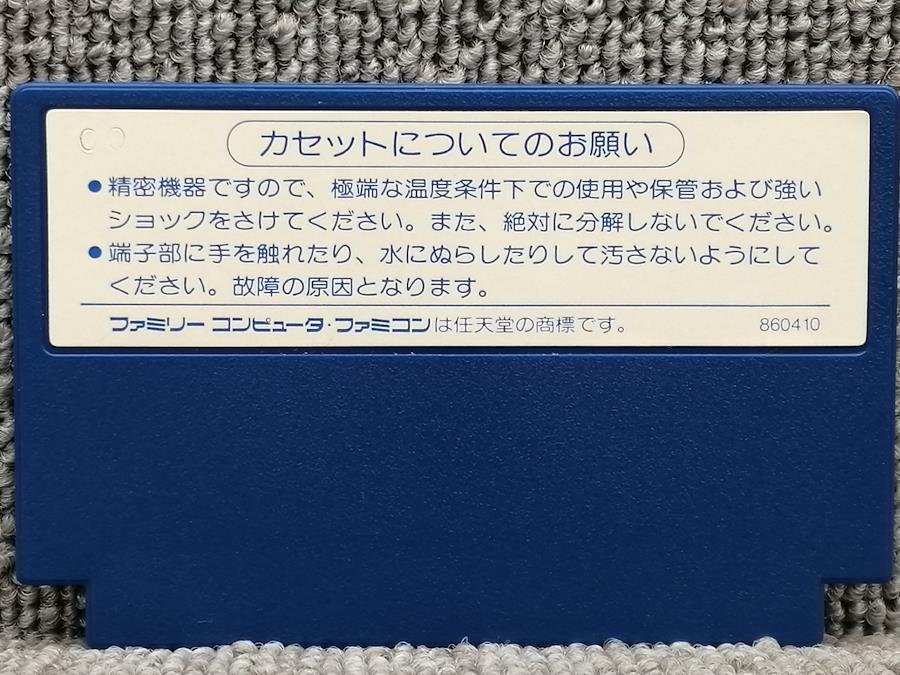 カセットについてのお願い
●精密機器ですので、極端な温度条件下での使用や保管および強い
ショックをさけてください。また、絶対に分解しないでください。
●端子部に手を触れたり、水にぬらしたりして汚さないようにして
ください。故障の原因となります。
ファミリーコンピュータ・ファミコンは任天堂の商標です。 860410